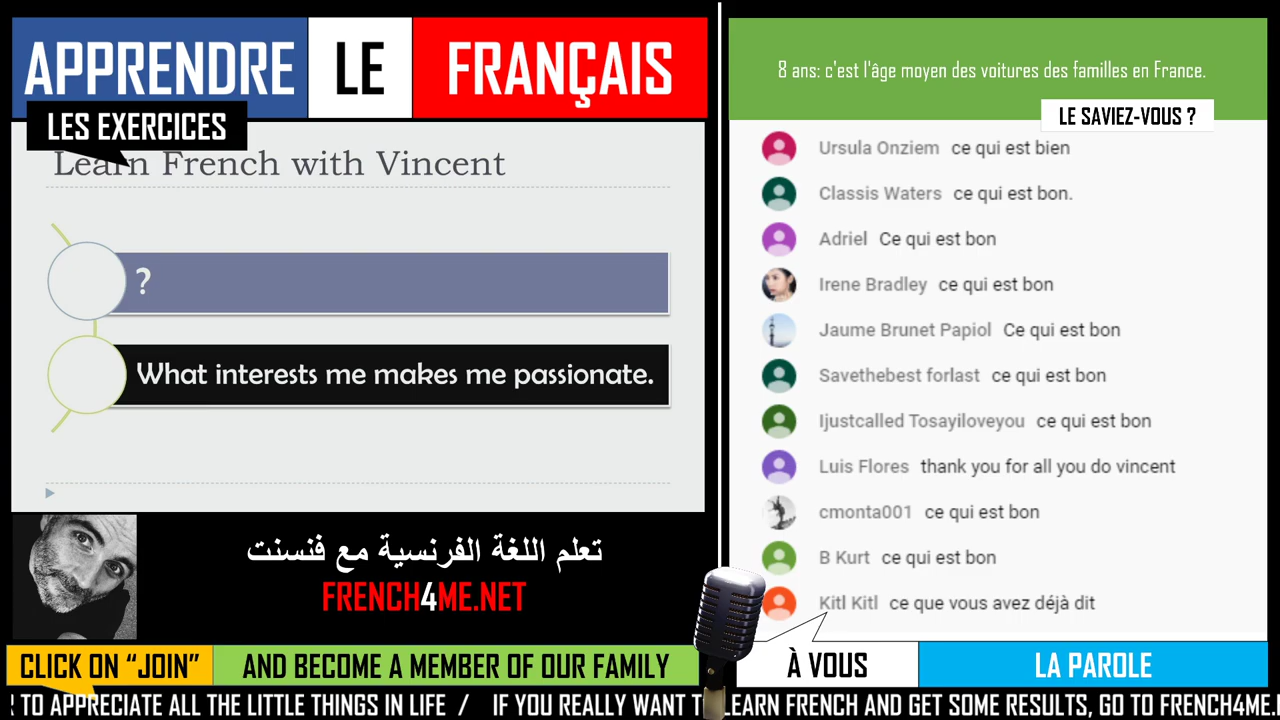 APPRENDRE LE FRANÇAIS
LES EXERCICES
Learn French with Vincent
?
What interests me makes me passionate.
تعلم اللغة الفرنسية مع فنسنت
FRENCH4ME.NET
CLICK ON “JOIN” AND BECOME A MEMBER OF OUR FAMILY
8 ans: c'est l'âge moyen des voitures des familles en France.
LE SAVIEZ-VOUS ?
Ursula Onziem ce qui est bien
Classis Waters ce qui est bon.
Adriel Ce qui est bon
Irene Bradley ce qui est bon
Jaume Brunet Papiol Ce qui est bon
Savethebest forlast ce qui est bon
Ijustcalled Tosayiloveyou ce qui est bon
Luis Flores thank you for all you do vincent
cmonta001 ce qui est bon
B Kurt ce qui est bon
Kitl Kitl ce que vous avez déjà dit
À VOUS LA PAROLE
TO APPRECIATE ALL THE LITTLE THINGS IN LIFE / IF YOU REALLY WANT LEARN FRENCH AND GET SOME RESULTS, GO TO FRENCH4ME.